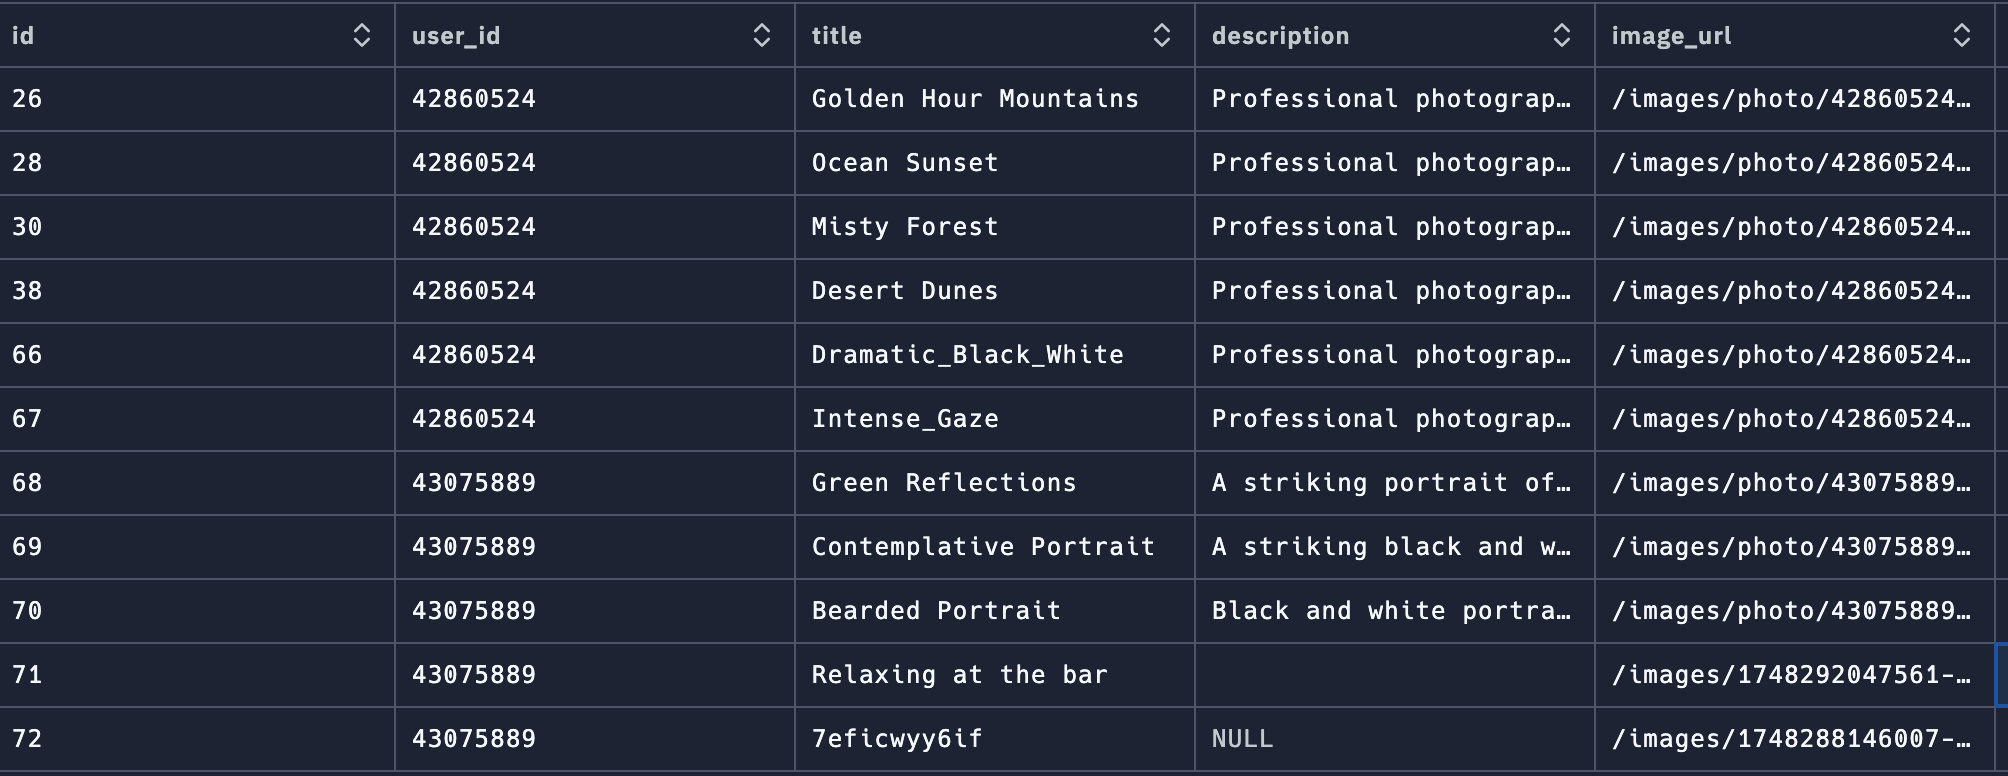 id user_id title description image_url
26 42860524 Golden Hour Mountains Professional photograp… /images/photo/42860524…
28 42860524 Ocean Sunset Professional photograp… /images/photo/42860524…
30 42860524 Misty Forest Professional photograp… /images/photo/42860524…
38 42860524 Desert Dunes Professional photograp… /images/photo/42860524…
66 42860524 Dramatic_Black_White Professional photograp… /images/photo/42860524…
67 42860524 Intense_Gaze Professional photograp… /images/photo/42860524…
68 43075889 Green Reflections A striking portrait of… /images/photo/43075889…
69 43075889 Contemplative Portrait A striking black and w… /images/photo/43075889…
70 43075889 Bearded Portrait Black and white portra… /images/photo/43075889…
71 43075889 Relaxing at the bar /images/1748292047561-…
72 43075889 7eficwyy6if NULL /images/1748288146007-…